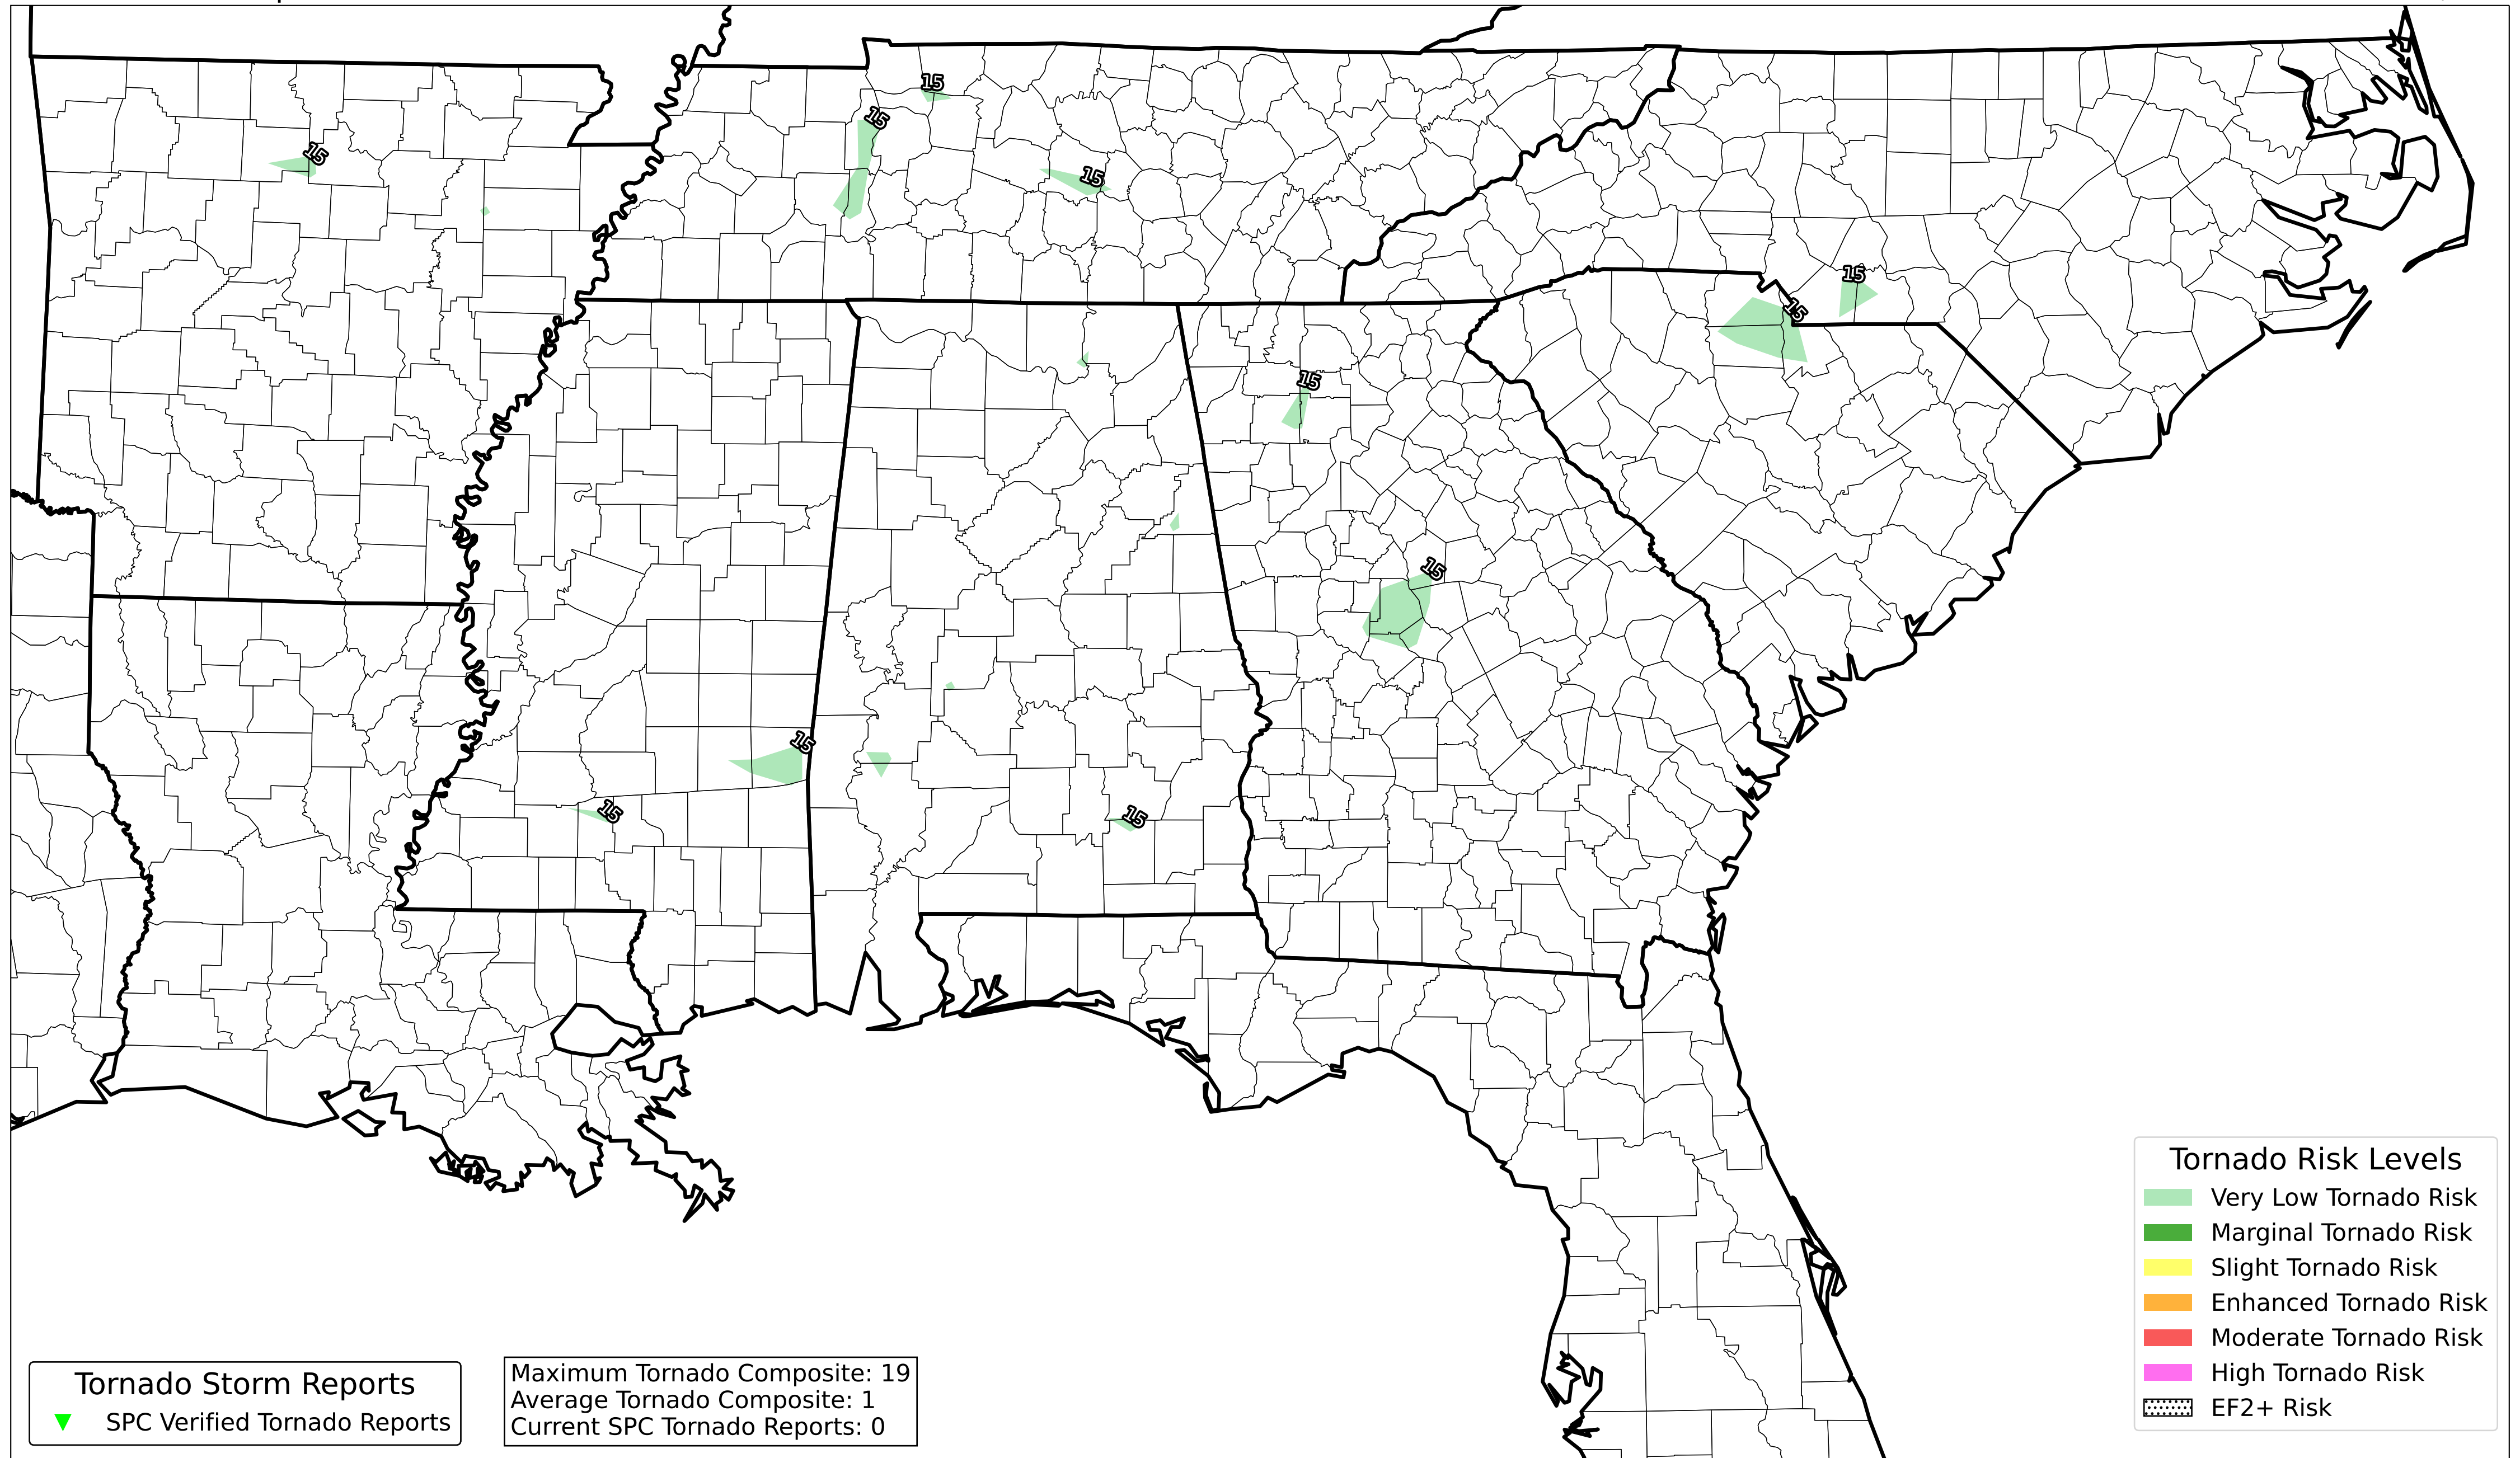 15
15
15
15
15
15
15
15
15
15
15
Tornado Risk Levels
Very Low Tornado Risk
Marginal Tornado Risk
Slight Tornado Risk
Enhanced Tornado Risk
Moderate Tornado Risk
High Tornado Risk
EF2+ Risk
Tornado Storm Reports
SPC Verified Tornado Reports
Maximum Tornado Composite: 19
Average Tornado Composite: 1
Current SPC Tornado Reports: 0